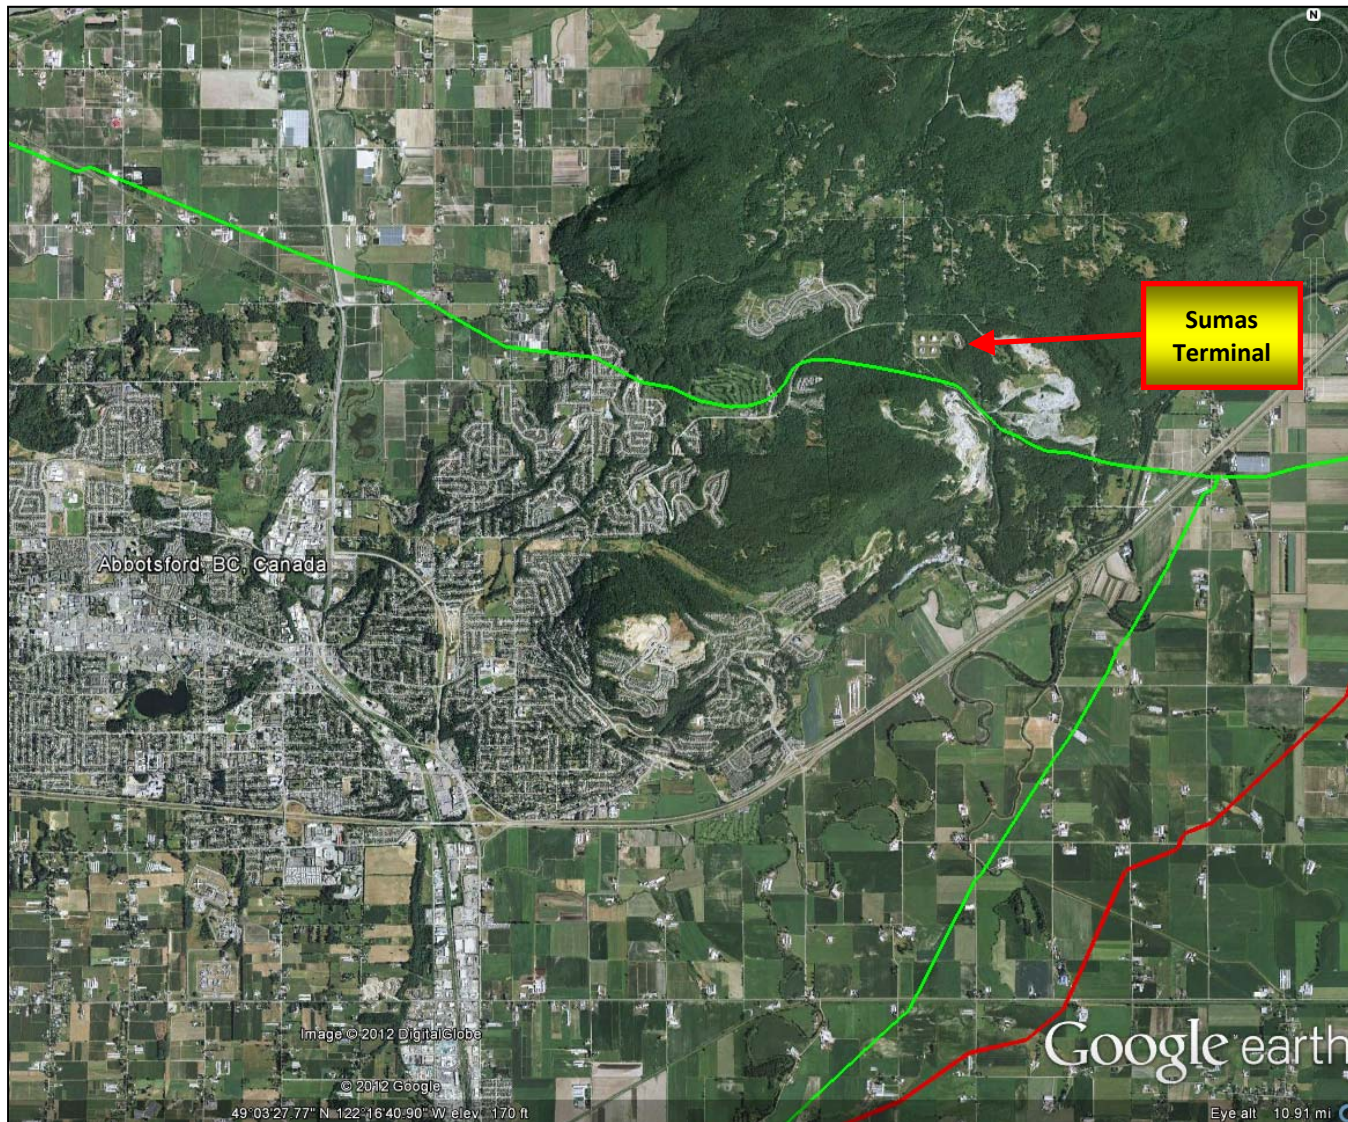 N
Sumas
Terminal
Abbotsford, BC, Canada
Image © 2012 DigitalGlobe
© 2012 Google
Google earth
49°03'27.77" N 122°16'40.90" W elev 170 ft
Eye alt 10.91 mi